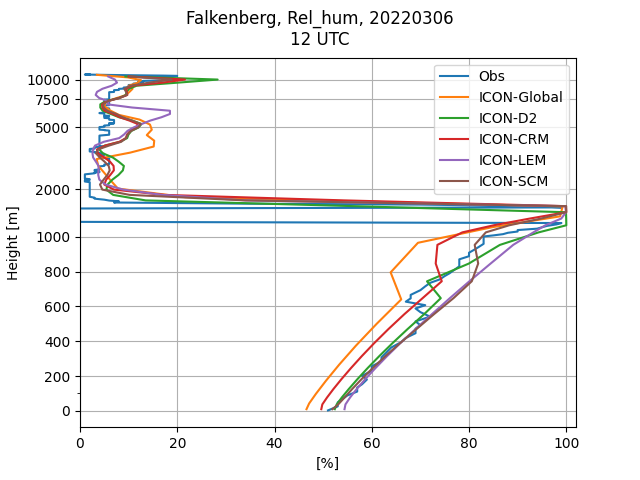 Falkenberg, Rel_hum, 20220306
12 UTC
Obs
ICON-Global
ICON-D2
ICON-CRM
ICON-LEM
ICON-SCM
Height [m]
10000
7500
5000
2000
1000
800
600
400
200
0
0 20 40 60 80 100
[%]